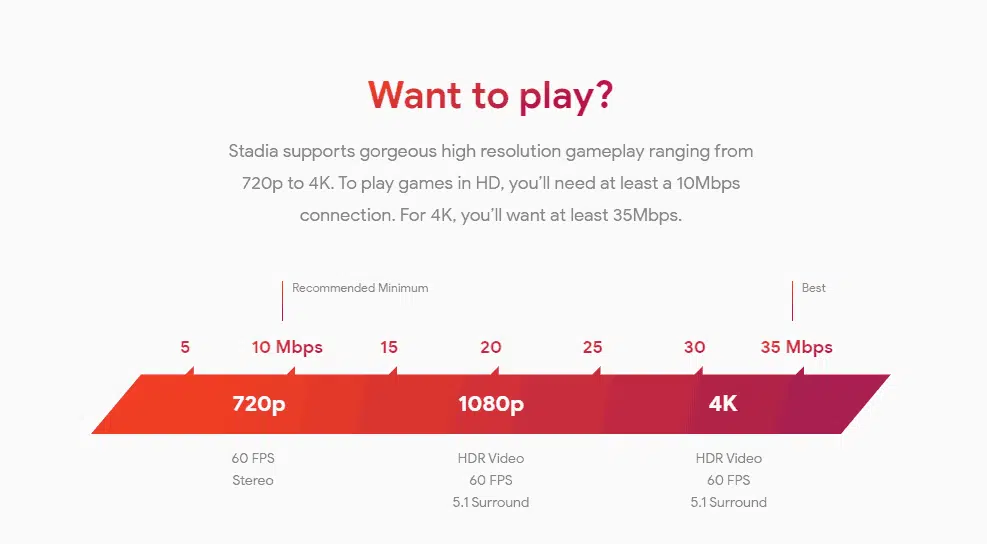 Want to play?
Stadia supports gorgeous high resolution gameplay ranging from
720p to 4K. To play games in HD, you'll need at least a 10Mbps
connection. For 4K, you'll want at least 35Mbps.
Recommended Minimum
Best
5
10 Mbps
15
20
25
30
35 Mbps
720p
1080p
4K
60 FPS
Stereo
HDR Video
60 FPS
5.1 Surround
HDR Video
60 FPS
5.1 Surround